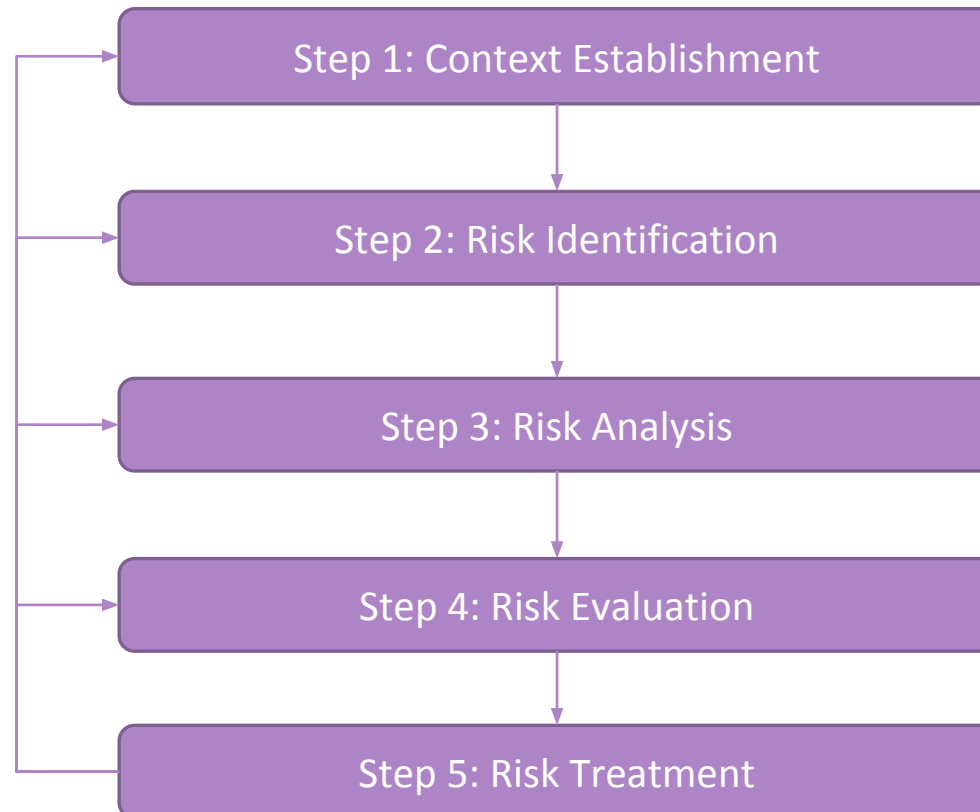 Step 1: Context Establishment
Step 2: Risk Identification
Step 3: Risk Analysis
Step 4: Risk Evaluation
Step 5: Risk Treatment